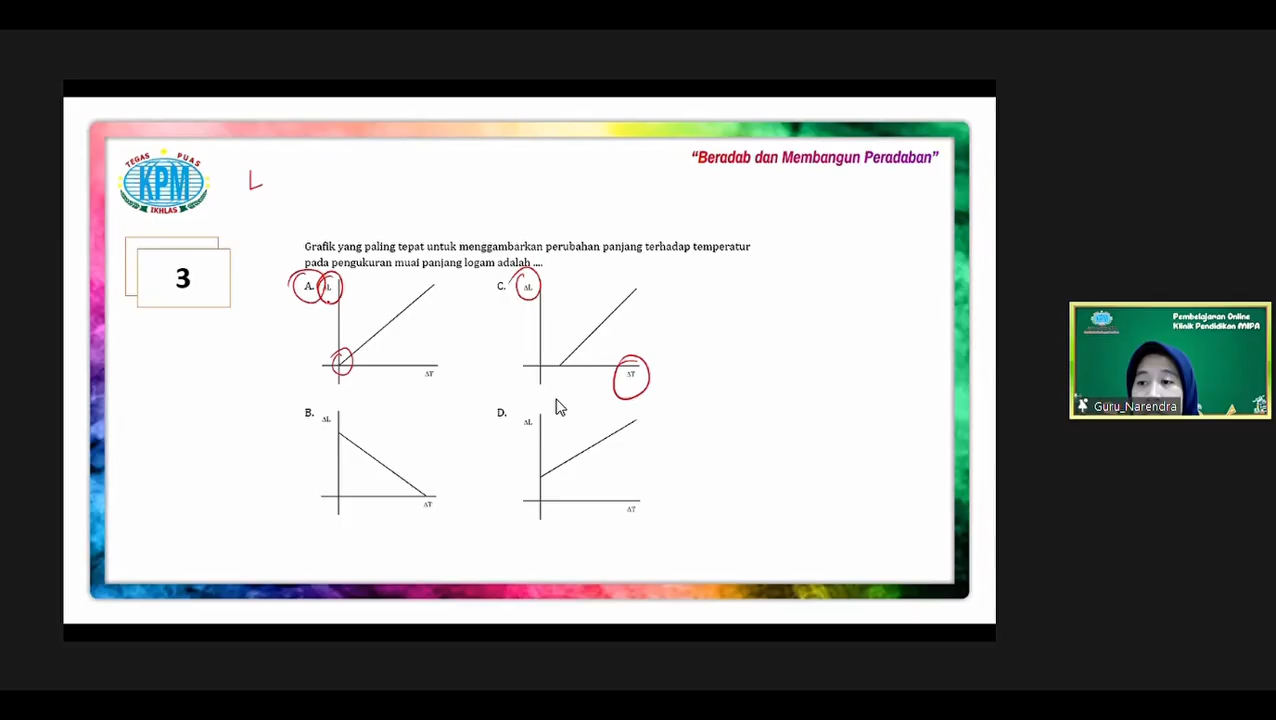 "Beradab dan Membangun Peradaban"
TEGAS PUAS
KPM
IKHLAS
L
3
Grafik yang paling tepat untuk menggambarkan perubahan panjang terhadap temperatur
pada pengukuran muai panjang logam adalah ....
A.
ΔL
ΔT
C.
ΔL
ΔT
B.
ΔL
ΔT
D.
ΔL
ΔT
Pembelajaran Online
Klinik Pendidikan MIPA
Guru_Narendra